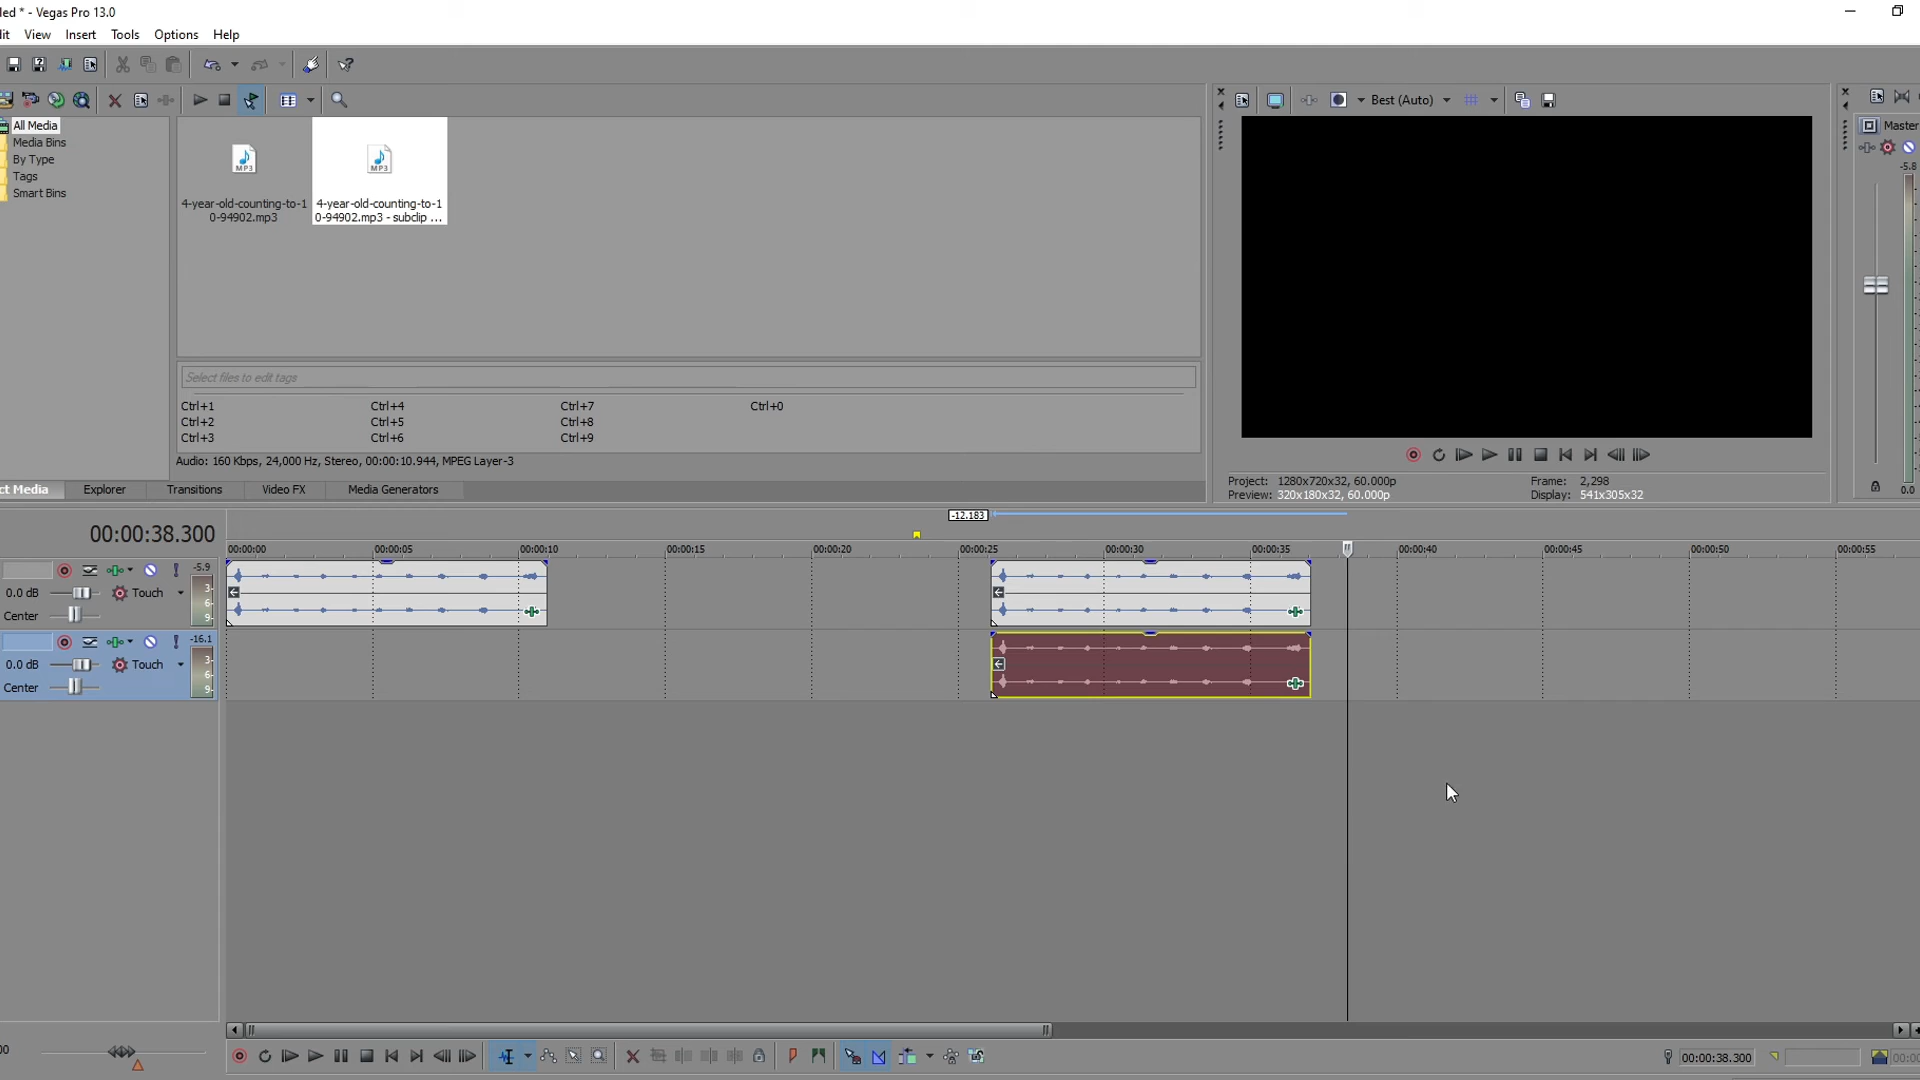 led * - Vegas Pro 13.0
it View Insert Tools Options Help
Best (Auto)
All Media
Media Bins
By Type
Tags
Smart Bins
MP3
MP3
4-year-old-counting-to-1
0-94902.mp3
4-year-old-counting-to-1
0-94902.mp3 - subclip ...
Select files to edit tags
Ctrl+1 Ctrl+4 Ctrl+7 Ctrl+0
Ctrl+2 Ctrl+5 Ctrl+8
Ctrl+3 Ctrl+6 Ctrl+9
Audio: 160 Kbps, 24,000 Hz, Stereo, 00:00:10.944, MPEG Layer-3
ct Media Explorer Transitions Video FX Media Generators
Project: 1280x720x32, 60.000p
Preview: 320x180x32, 60.000p
Frame: 2,298
Display: 541x305x32
Master
-5.8
0.0
00:00:38.300
-12.183
00:00:00 00:00:05 00:00:10 00:00:15 00:00:20 00:00:25 00:00:30 00:00:35 00:00:40 00:00:45 00:00:50 00:00:55
-5.9
0.0 dB Touch
Center
3-
6-
9-
-16.1
0.0 dB Touch
Center
3-
6-
9-
00
00:00:38.300
00:00